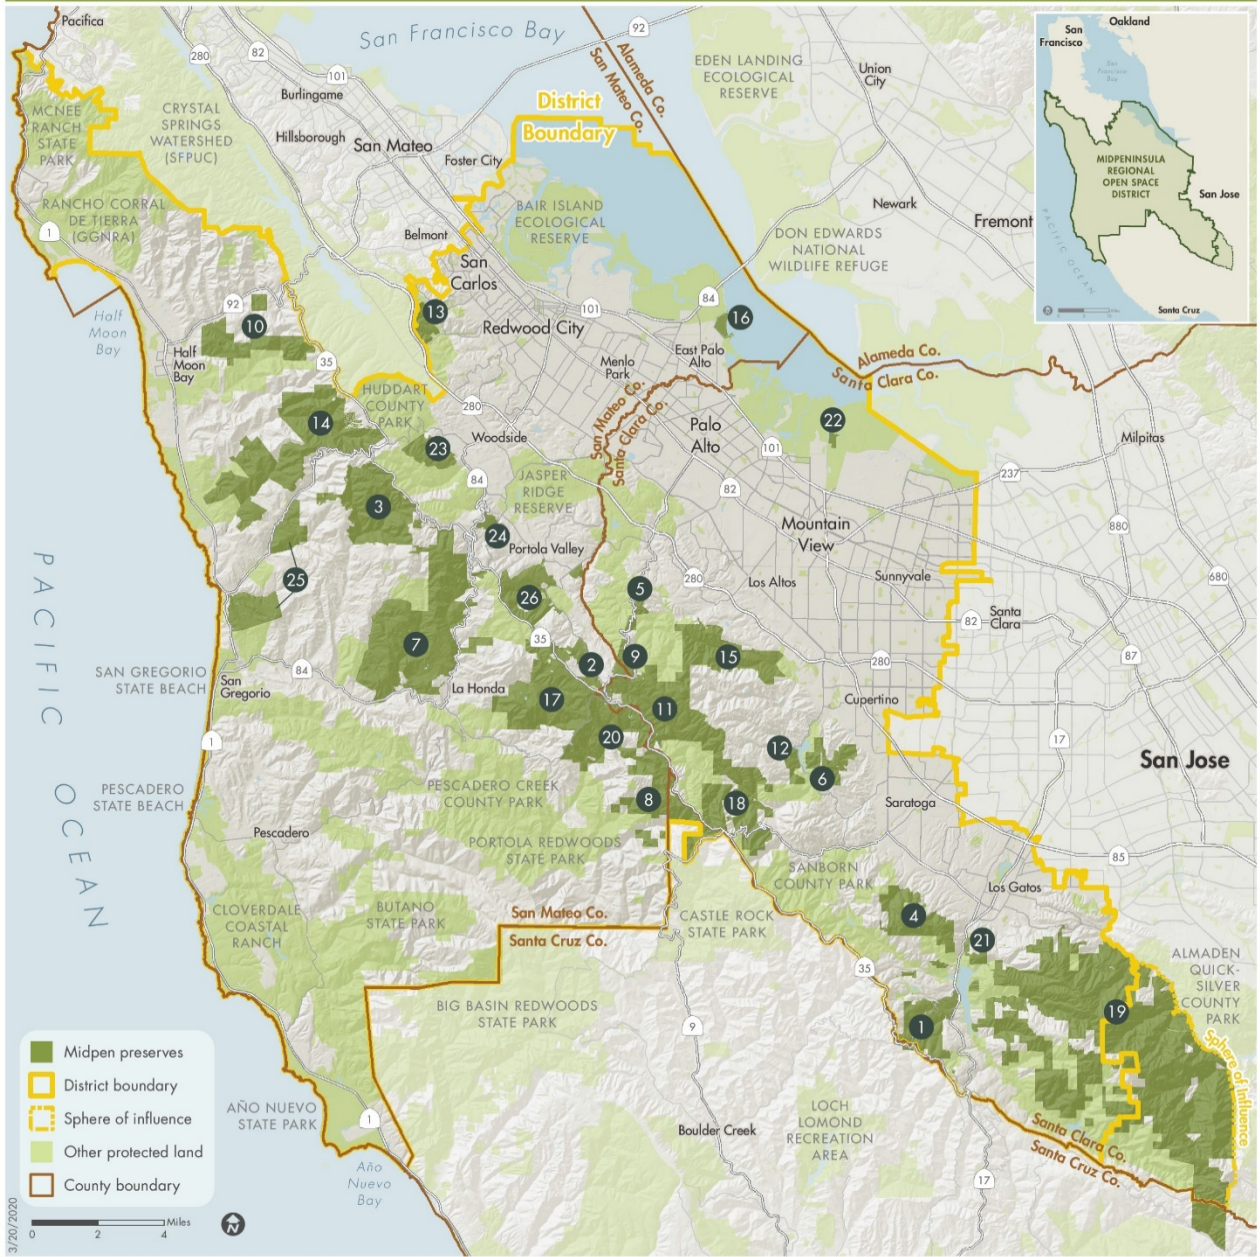 Pacifica
San Francisco Bay
280
82
101
92
Alameda Co.
San Mateo Co.
EDEN LANDING
ECOLOGICAL
RESERVE
Union
City
San
Francisco
Oakland
San
Francisco
Bay
MIDPENINSULA
REGIONAL
OPEN SPACE
DISTRICT
San Jose
PACIFIC OCEAN
Santa Cruz
MCNEE
RANCH
STATE
PARK
CRYSTAL
SPRINGS
WATERSHED
(SFPUC)
Burlingame
Hillsborough
San Mateo
Foster City
District
Boundary
RANCHO CORRAL
DE TIERRA
(GGNRA)
1
Belmont
San
Carlos
BAIR ISLAND
ECOLOGICAL
RESERVE
DON EDWARDS
NATIONAL
WILDLIFE REFUGE
Newark
Fremont
Half
Moon
Bay
92
10
Half
Moon
Bay
35
13
Redwood City
101
84
16
Menlo
Park
East Palo
Alto
Alameda Co.
Santa Clara Co.
HUDDART
COUNTY
PARK
280
San Mateo Co.
Santa Clara Co.
14
23
Woodside
84
Palo
Alto
22
101
82
Milpitas
237
880
680
JASPER
RIDGE
RESERVE
3
24
Portola Valley
Mountain
View
25
26
5
280
Los Altos
Sunnyvale
82
Santa
Clara
87
7
35
2
9
15
280
SAN GREGORIO
STATE BEACH
San
Gregorio
84
La Honda
17
11
Cupertino
PACIFIC OCEAN
1
20
12
6
17
San Jose
PESCADERO
STATE BEACH
PESCADERO CREEK
COUNTY PARK
8
18
Saratoga
Pescadero
PORTOLA REDWOODS
STATE PARK
85
SANBORN
COUNTY PARK
Los Gatos
CLOVERDALE
COASTAL
RANCH
BUTANO
STATE PARK
San Mateo Co.
Santa Cruz Co.
CASTLE ROCK
STATE PARK
4
21
35
ALMADEN
QUICK-
SILVER
COUNTY
PARK
BIG BASIN REDWOODS
STATE PARK
9
1
19
Sphere of Influence
Midpen preserves
District boundary
Sphere of influence
Other protected land
County boundary
AÑO NUEVO
STATE PARK
1
Año
Nuevo
Bay
Boulder Creek
LOCH
LOMOND
RECREATION
AREA
Santa Clara Co.
Santa Cruz Co.
17
3/20/2020
0 2 4 Miles
N